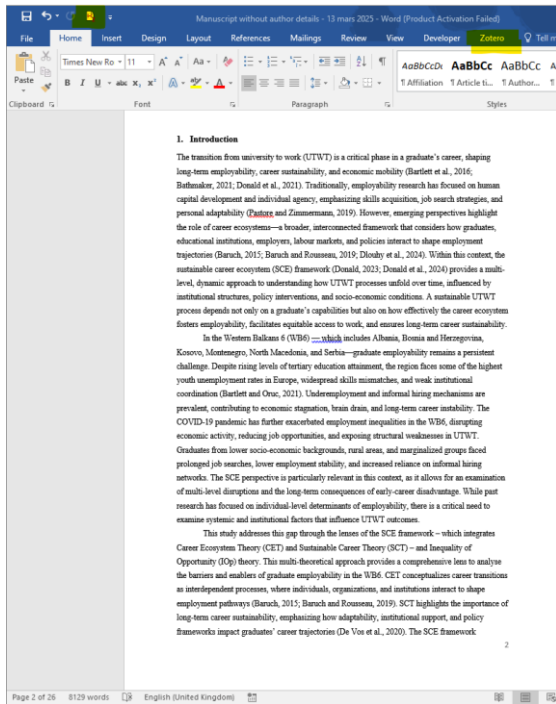 Manuscript without author details - 13 mars 2025 - Word (Product Activation Failed)
File Home Insert Design Layout References Mailings Review View Developer Zotero Tell m
Paste
Times New Ro 11 A A Aa
B I U abc x, x² A ab A
AaBbCcDı AaBbCc AaBbCc A
¶ Affiliation ¶ Article ti... ¶ Author... ¶
Clipboard Font Paragraph Styles
1. Introduction
The transition from university to work (UTWT) is a critical phase in a graduate's career, shaping
long-term employability, career sustainability, and economic mobility (Bartlett et al., 2016;
Bathmaker, 2021; Donald et al., 2021). Traditionally, employability research has focused on human
capital development and individual agency, emphasizing skills acquisition, job search strategies, and
personal adaptability (Pastore and Zimmermann, 2019). However, emerging perspectives highlight
the role of career ecosystems—a broader, interconnected framework that considers how graduates,
educational institutions, employers, labour markets, and policies interact to shape employment
trajectories (Baruch, 2015; Baruch and Rousseau, 2019; Dlouhy et al., 2024). Within this context, the
sustainable career ecosystem (SCE) framework (Donald, 2023; Donald et al., 2024) provides a multi-
level, dynamic approach to understanding how UTWT processes unfold over time, influenced by
institutional structures, policy interventions, and socio-economic conditions. A sustainable UTWT
process depends not only on a graduate's capabilities but also on how effectively the career ecosystem
fosters employability, facilitates equitable access to work, and ensures long-term career sustainability.
In the Western Balkans 6 (WB6) — which includes Albania, Bosnia and Herzegovina,
Kosovo, Montenegro, North Macedonia, and Serbia—graduate employability remains a persistent
challenge. Despite rising levels of tertiary education attainment, the region faces some of the highest
youth unemployment rates in Europe, widespread skills mismatches, and weak institutional
coordination (Bartlett and Oruc, 2021). Underemployment and informal hiring mechanisms are
prevalent, contributing to economic stagnation, brain drain, and long-term career instability. The
COVID-19 pandemic has further exacerbated employment inequalities in the WB6, disrupting
economic activity, reducing job opportunities, and exposing structural weaknesses in UTWT.
Graduates from lower socio-economic backgrounds, rural areas, and marginalized groups faced
prolonged job searches, lower employment stability, and increased reliance on informal hiring
networks. The SCE perspective is particularly relevant in this context, as it allows for an examination
of multi-level disruptions and the long-term consequences of early-career disadvantage. While past
research has focused on individual-level determinants of employability, there is a critical need to
examine systemic and institutional factors that influence UTWT outcomes.
This study addresses this gap through the lenses of the SCE framework – which integrates
Career Ecosystem Theory (CET) and Sustainable Career Theory (SCT) – and Inequality of
Opportunity (IOp) theory. This multi-theoretical approach provides a comprehensive lens to analyse
the barriers and enablers of graduate employability in the WB6. CET conceptualizes career transitions
as interdependent processes, where individuals, organizations, and institutions interact to shape
employment pathways (Baruch, 2015; Baruch and Rousseau, 2019). SCT highlights the importance of
long-term career sustainability, emphasizing how adaptability, institutional support, and policy
frameworks impact graduates' career trajectories (De Vos et al., 2020). The SCE framework
2
Page 2 of 26 8129 words English (United Kingdom)